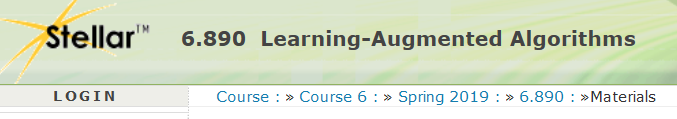 Stellar™ 6.890 Learning-Augmented Algorithms
LOGIN Course : » Course 6 : » Spring 2019 : » 6.890 : »Materials